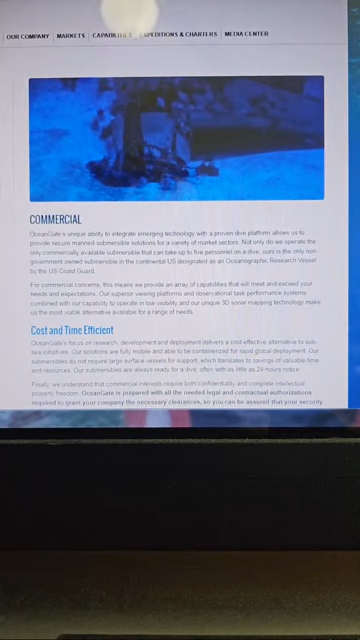 OUR COMPANY | MARKETS | CAPABILITIES | EXPEDITIONS & CHARTERS | MEDIA CENTER
COMMERCIAL
OceanGate's unique ability to integrate emerging technology with a proven dive platform allows us to
provide secure manned submersible solutions for a variety of market sectors. Not only do we operate the
only commercially available submersible that can take up to five personnel on a dive, ours is the only non-
government owned submersible in the continental US designated as an Oceanographic Research Vessel
by the US Coast Guard.
For commercial concerns, this means we provide an array of capabilities that will meet and exceed your
needs and expectations. Our superior viewing platforms and observational task performance systems
combined with our capability to operate in low visibility and our unique 3D sonar mapping technology make
us the most viable alternative available for a range of needs.
Cost and Time Efficient
OceanGate's focus on research, development and deployment delivers a cost effective alternative to sub-
sea initiatives. Our solutions are fully mobile and able to be containerized for rapid global deployment. Our
submersibles do not require large surface vessels for support, which translates to savings of valuable time
and resources. Our submersibles are always ready for a dive, often with as little as 24-hours notice.
Finally, we understand that commercial interests require both confidentiality and complete intellectual
property freedom. OceanGate is prepared with all the needed legal and contractual authorizations
required to grant your company the necessary clearances, so you can be assured that your security